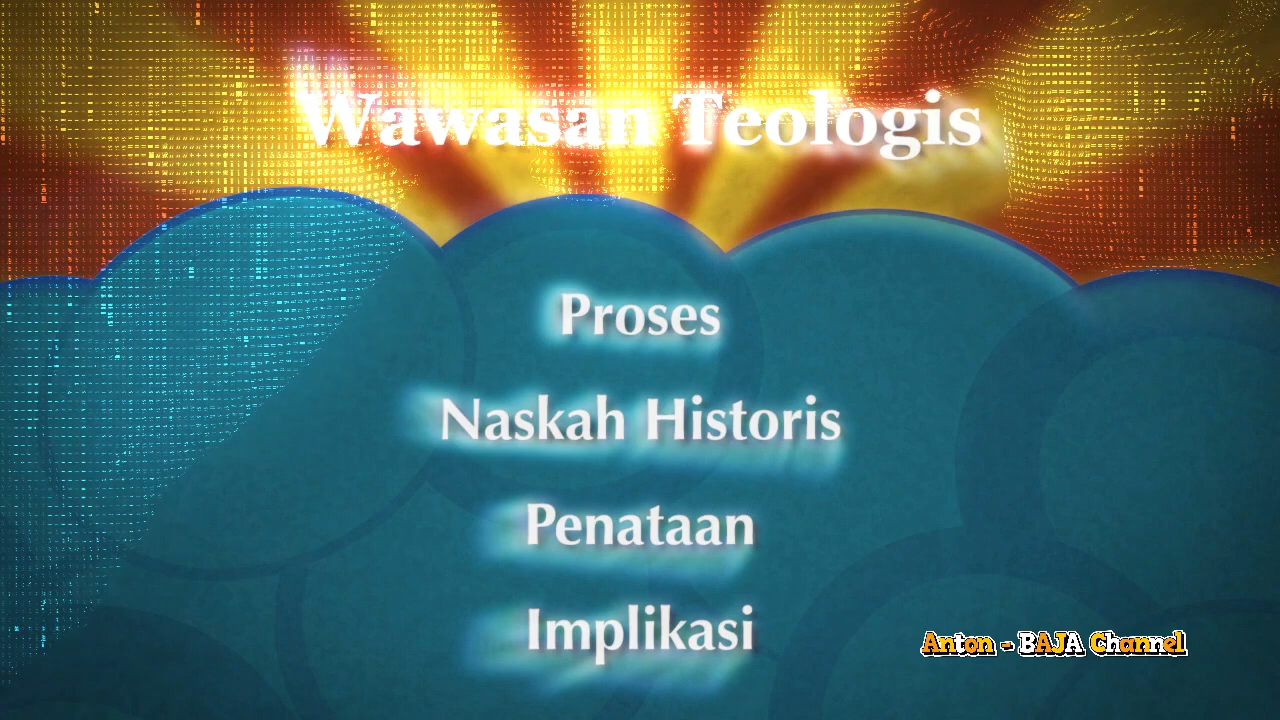 Wawasan Teologis
Proses
Naskah Historis
Penataan
Implikasi
Anton - BAJA Channel